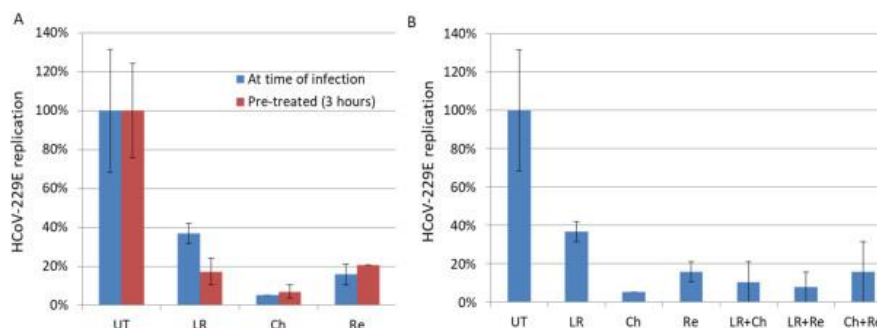 A
B
140%
120%
100%
80%
60%
40%
20%
0%
HCoV-229E replication
At time of infection
Pre-treated (3 hours)
UT LR Ch Re
140%
120%
100%
80%
60%
40%
20%
0%
HCoV-229E replication
UT LR Ch Re LR+Ch LR+Re Ch+Re